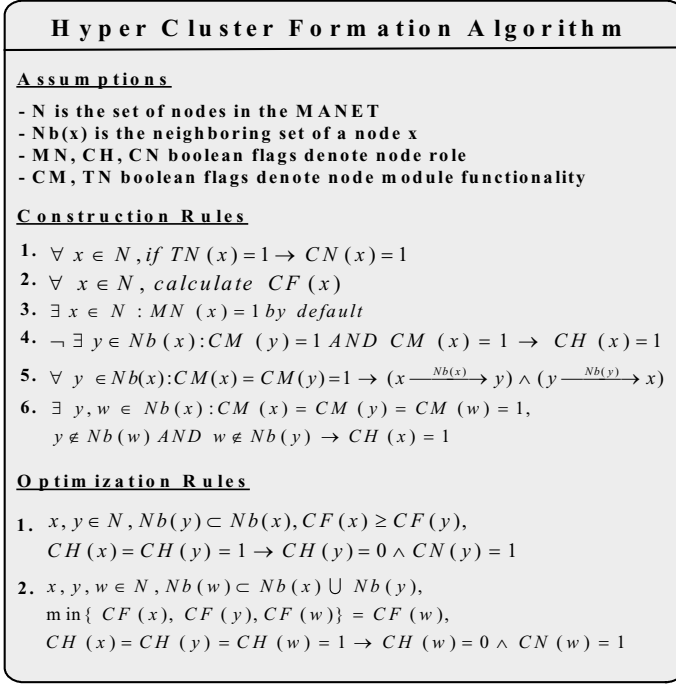 Hyper Cluster Formation Algorithm
Assumptions
- N is the set of nodes in the MANET
- Nb(x) is the neighboring set of a node x
- MN, CH, CN boolean flags denote node role
- CM, TN boolean flags denote node module functionality
Construction Rules
1. ∀ x ∈ N, if TN(x) = 1 → CN(x) = 1
2. ∀ x ∈ N, calculate CF(x)
3. ∃ x ∈ N : MN(x) = 1 by default
4. ¬∃ y ∈ Nb(x): CM(y) = 1 AND CM(x) = 1 → CH(x) = 1
5. ∀ y ∈ Nb(x): CM(x) = CM(y) = 1 → (x —Nb(x)→ y) ∧ (y —Nb(y)→ x)
6. ∃ y, w ∈ Nb(x): CM(x) = CM(y) = CM(w) = 1,
y ∉ Nb(w) AND w ∉ Nb(y) → CH(x) = 1
Optimization Rules
1. x, y ∈ N, Nb(y) ⊂ Nb(x), CF(x) ≥ CF(y),
CH(x) = CH(y) = 1 → CH(y) = 0 ∧ CN(y) = 1
2. x, y, w ∈ N, Nb(w) ⊂ Nb(x) ∪ Nb(y),
min{ CF(x), CF(y), CF(w)} = CF(w),
CH(x) = CH(y) = CH(w) = 1 → CH(w) = 0 ∧ CN(w) = 1